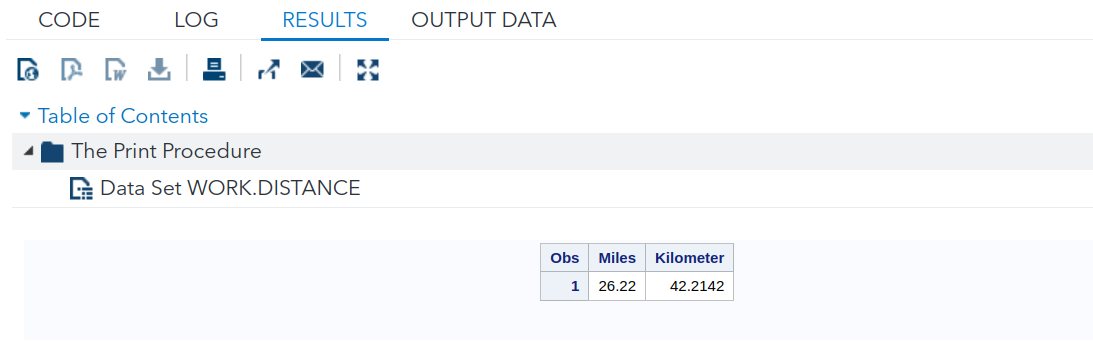 CODE LOG RESULTS OUTPUT DATA
Table of Contents
The Print Procedure
Data Set WORK.DISTANCE
Obs Miles Kilometer
1 26.22 42.2142